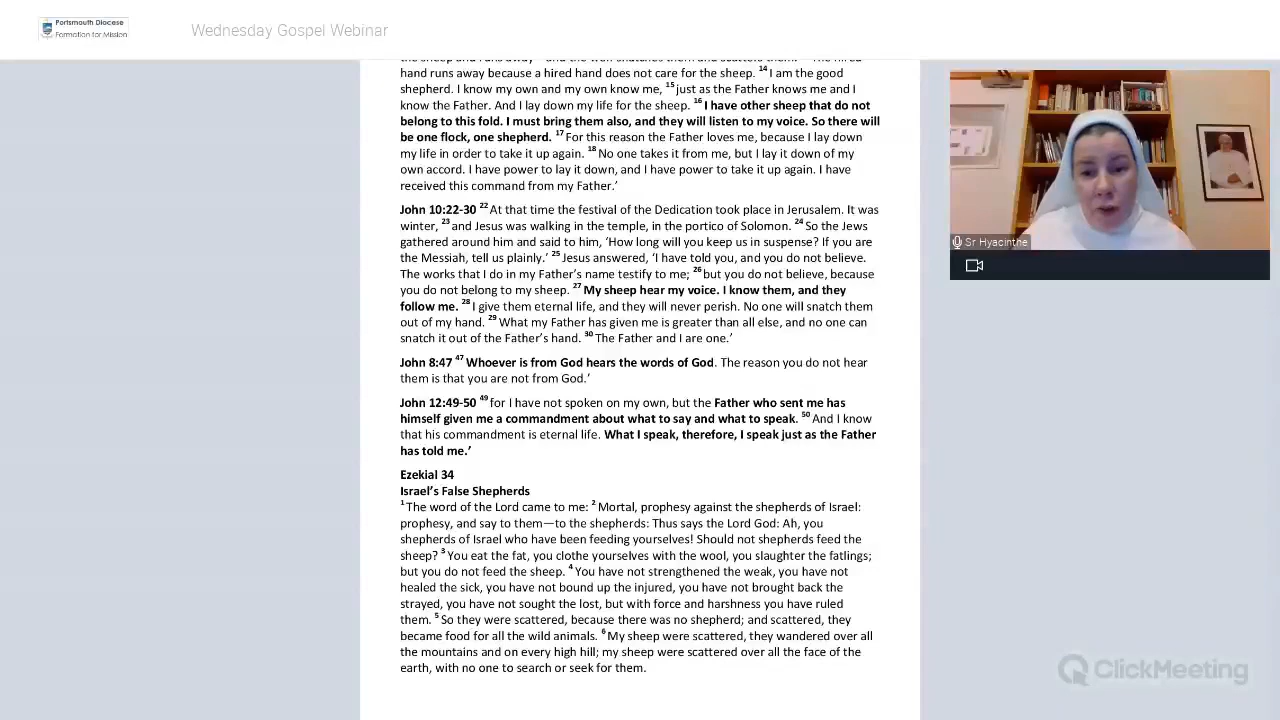 Portsmouth Diocese
Formation for Mission
Wednesday Gospel Webinar
hand runs away because a hired hand does not care for the sheep. 14 I am the good
shepherd. I know my own and my own know me, 15 just as the Father knows me and I
know the Father. And I lay down my life for the sheep. 16 I have other sheep that do not
belong to this fold. I must bring them also, and they will listen to my voice. So there will
be one flock, one shepherd. 17 For this reason the Father loves me, because I lay down
my life in order to take it up again. 18 No one takes it from me, but I lay it down of my
own accord. I have power to lay it down, and I have power to take it up again. I have
received this command from my Father.’
John 10:22-30 22 At that time the festival of the Dedication took place in Jerusalem. It was
winter, 23 and Jesus was walking in the temple, in the portico of Solomon. 24 So the Jews
gathered around him and said to him, ‘How long will you keep us in suspense? If you are
the Messiah, tell us plainly.’ 25 Jesus answered, ‘I have told you, and you do not believe.
The works that I do in my Father’s name testify to me; 26 but you do not believe, because
you do not belong to my sheep. 27 My sheep hear my voice. I know them, and they
follow me. 28 I give them eternal life, and they will never perish. No one will snatch them
out of my hand. 29 What my Father has given me is greater than all else, and no one can
snatch it out of the Father’s hand. 30 The Father and I are one.’
John 8:47 47 Whoever is from God hears the words of God. The reason you do not hear
them is that you are not from God.’
John 12:49-50 49 for I have not spoken on my own, but the Father who sent me has
himself given me a commandment about what to say and what to speak. 50 And I know
that his commandment is eternal life. What I speak, therefore, I speak just as the Father
has told me.’
Ezekial 34
Israel’s False Shepherds
1 The word of the Lord came to me: 2 Mortal, prophesy against the shepherds of Israel:
prophesy, and say to them—to the shepherds: Thus says the Lord God: Ah, you
shepherds of Israel who have been feeding yourselves! Should not shepherds feed the
sheep? 3 You eat the fat, you clothe yourselves with the wool, you slaughter the fatlings;
but you do not feed the sheep. 4 You have not strengthened the weak, you have not
healed the sick, you have not bound up the injured, you have not brought back the
strayed, you have not sought the lost, but with force and harshness you have ruled
them. 5 So they were scattered, because there was no shepherd; and scattered, they
became food for all the wild animals. 6 My sheep were scattered, they wandered over all
the mountains and on every high hill; my sheep were scattered over all the face of the
earth, with no one to search or seek for them.
Sr Hyacinthe
ClickMeeting